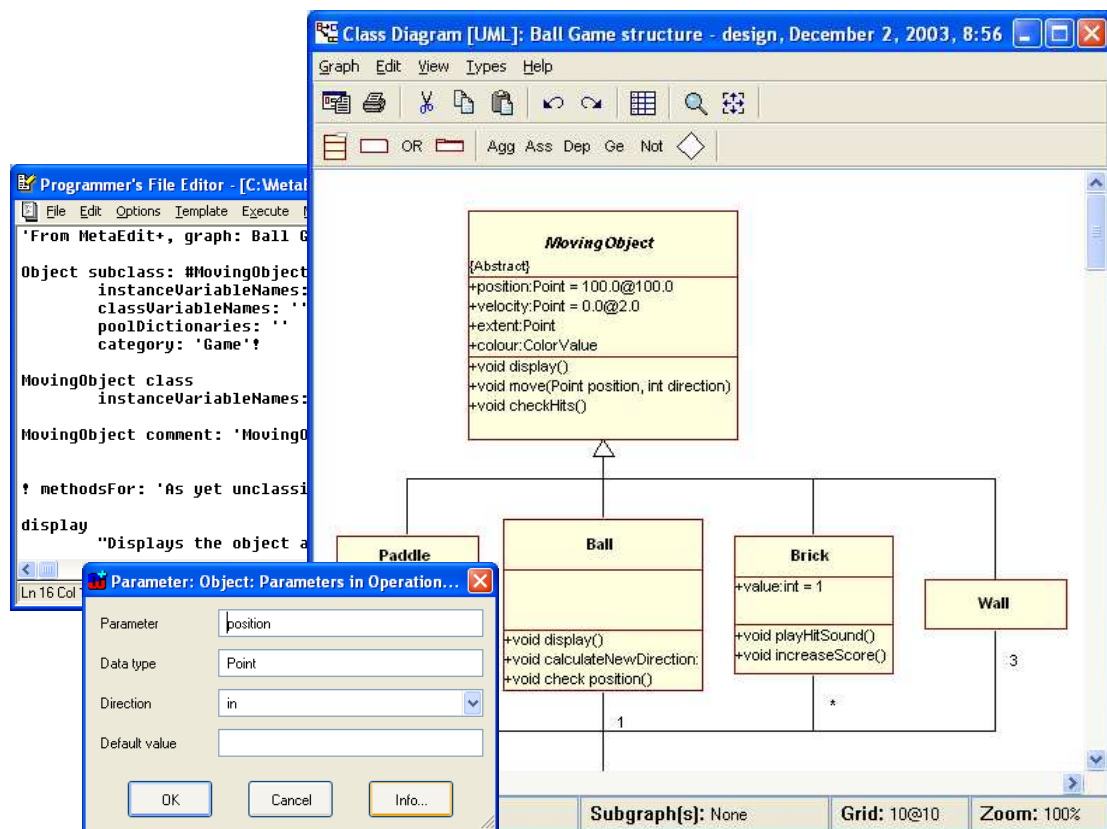 Class Diagram [UML]: Ball Game structure - design, December 2, 2003, 8:56
Graph Edit View Types Help
OR Agg Ass Dep Ge Not
MovingObject
{Abstract}
+position:Point = 100.0@100.0
+velocity:Point = 0.0@2.0
+extent:Point
+colour:ColorValue
+void display()
+void move(Point position, int direction)
+void checkHits()
Paddle
Ball
+void display()
+void calculateNewDirection:
+void check position()
Brick
+value:int = 1
+void playHitSound()
+void increaseScore()
Wall
3
*
1
Subgraph(s): None
Grid: 10@10
Zoom: 100%
Programmer's File Editor - [C:\Meta
File Edit Options Template Execute
'From MetaEdit+, graph: Ball G
Object subclass: #MovingObject
instanceVariableNames:
classVariableNames: ''
poolDictionaries: ''
category: 'Game'!
MovingObject class
instanceVariableNames:
MovingObject comment: 'MovingO
! methodsFor: 'As yet unclassi
display
"Displays the object a
Ln 16 Col
Parameter: Object: Parameters in Operation...
Parameter position
Data type Point
Direction in
Default value
OK Cancel Info...